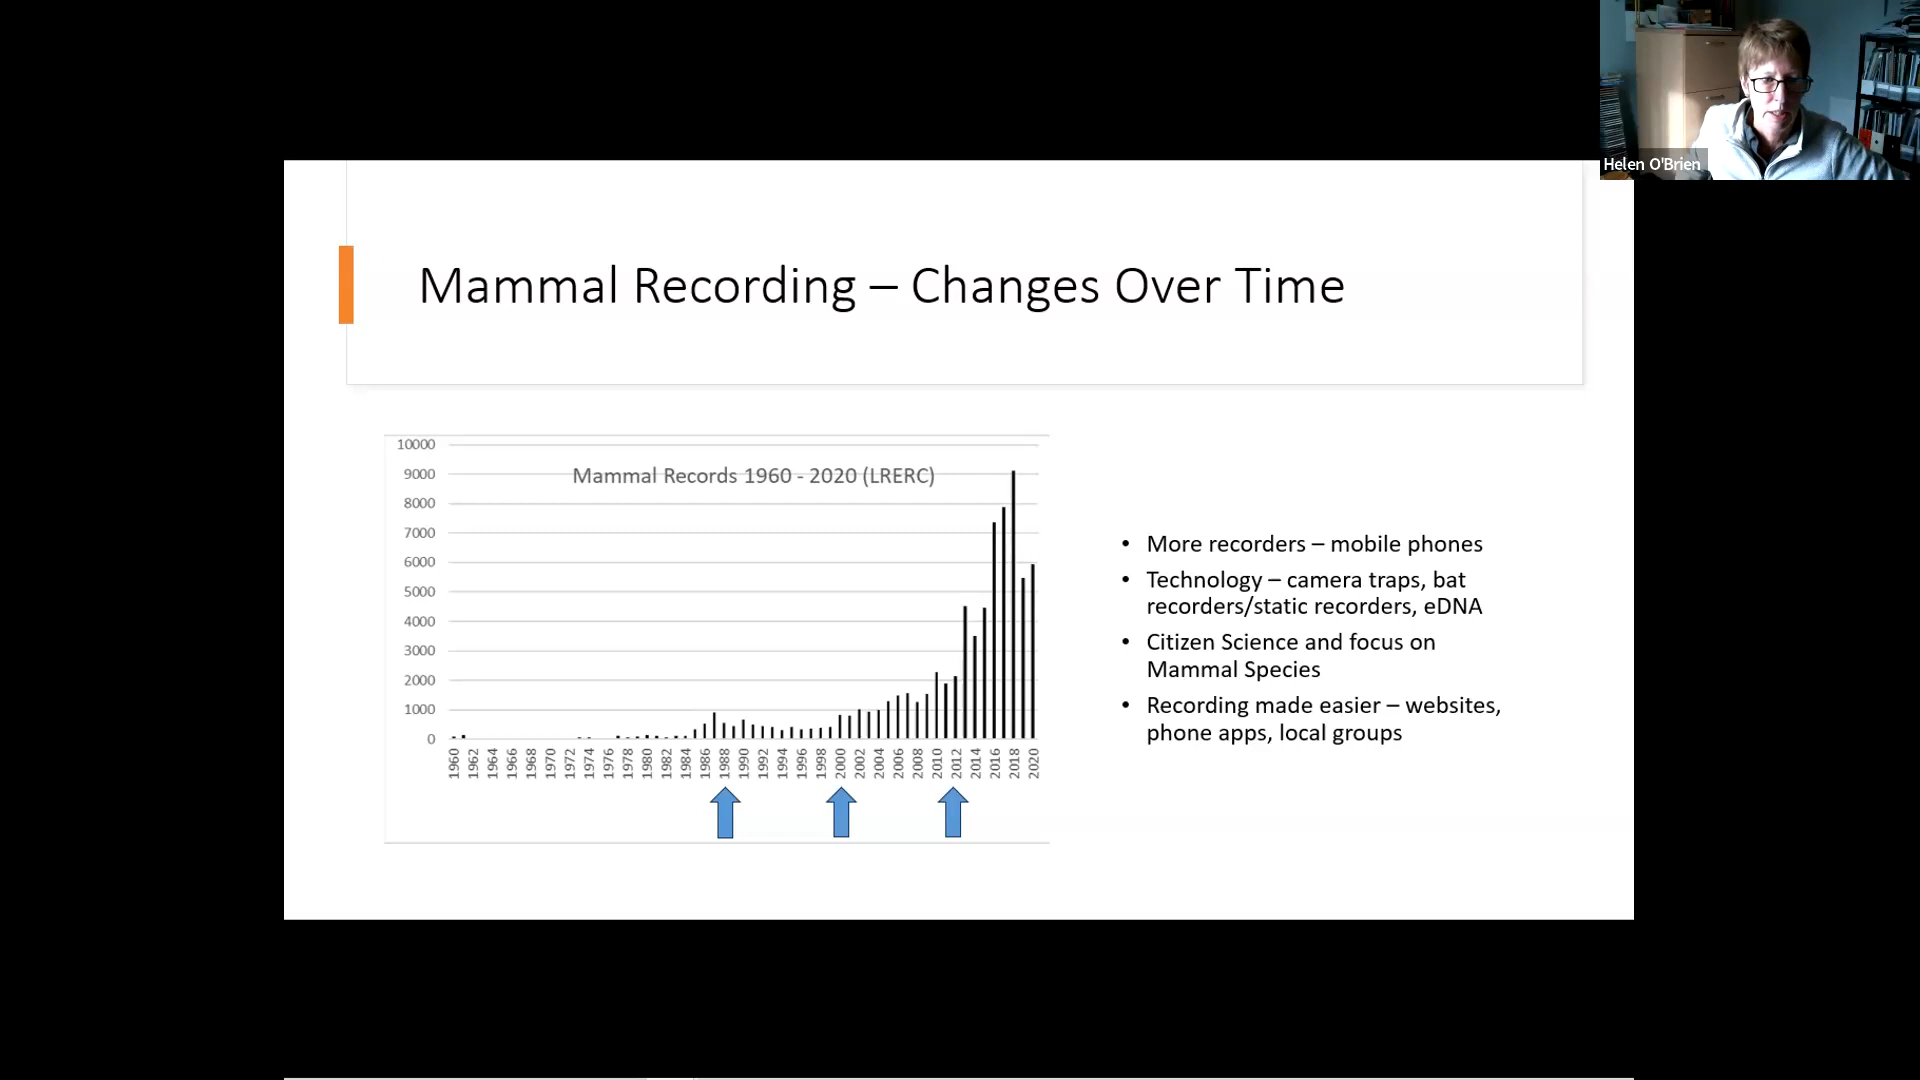 Helen O'Brien
Mammal Recording – Changes Over Time
Mammal Records 1960 - 2020 (LRERC)
10000
9000
8000
7000
6000
5000
4000
3000
2000
1000
0
1960 1962 1964 1966 1968 1970 1972 1974 1976 1978 1980 1982 1984 1986 1988 1990 1992 1994 1996 1998 2000 2002 2004 2006 2008 2010 2012 2014 2016 2018 2020
• More recorders – mobile phones
• Technology – camera traps, bat
recorders/static recorders, eDNA
• Citizen Science and focus on
Mammal Species
• Recording made easier – websites,
phone apps, local groups